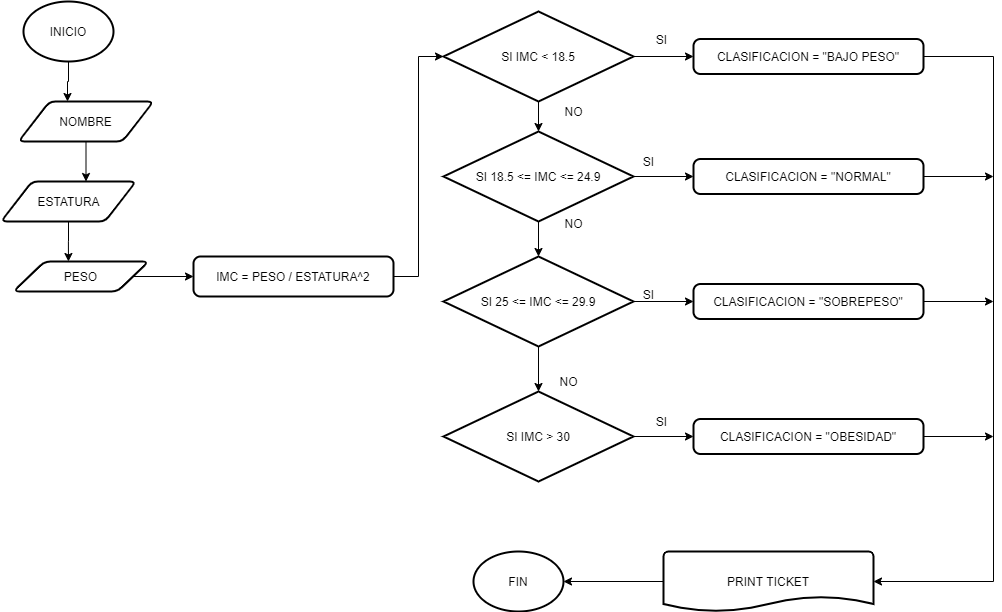 INICIO
NOMBRE
ESTATURA
PESO
IMC = PESO / ESTATURA^2
SI IMC < 18.5
SI
CLASIFICACION = "BAJO PESO"
NO
SI 18.5 <= IMC <= 24.9
SI
CLASIFICACION = "NORMAL"
NO
SI 25 <= IMC <= 29.9
SI
CLASIFICACION = "SOBREPESO"
NO
SI IMC > 30
SI
CLASIFICACION = "OBESIDAD"
PRINT TICKET
FIN